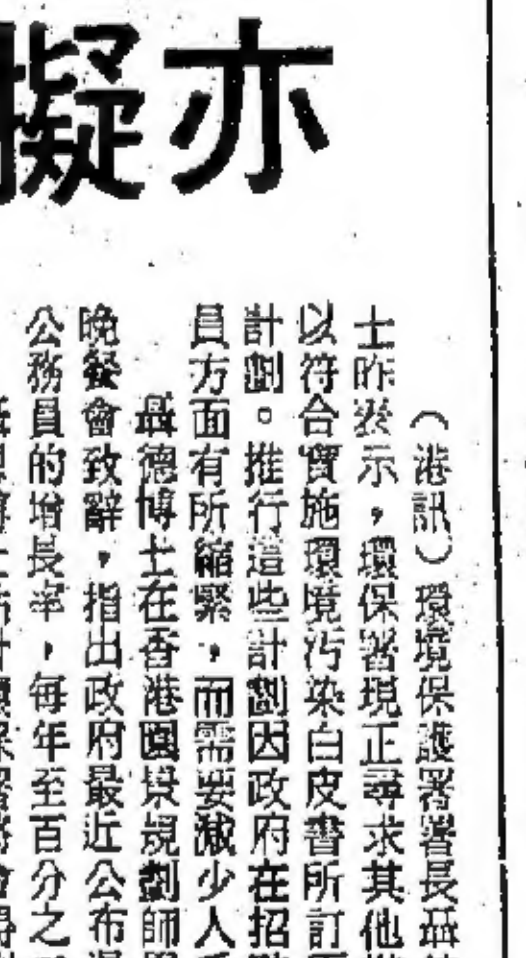 亦擬
（港訊）環境保護署署長聶
士昨表示，環保署現正尋求其他
以符合實施環境污染白皮書所訂
計劃。推行這些計劃因政府在招
員方面有所縮緊，而需要減少人
聶德博士在香港園景規劃師
晚餐會致辭，指出政府最近公布
公務員的增長率，每年至百分之